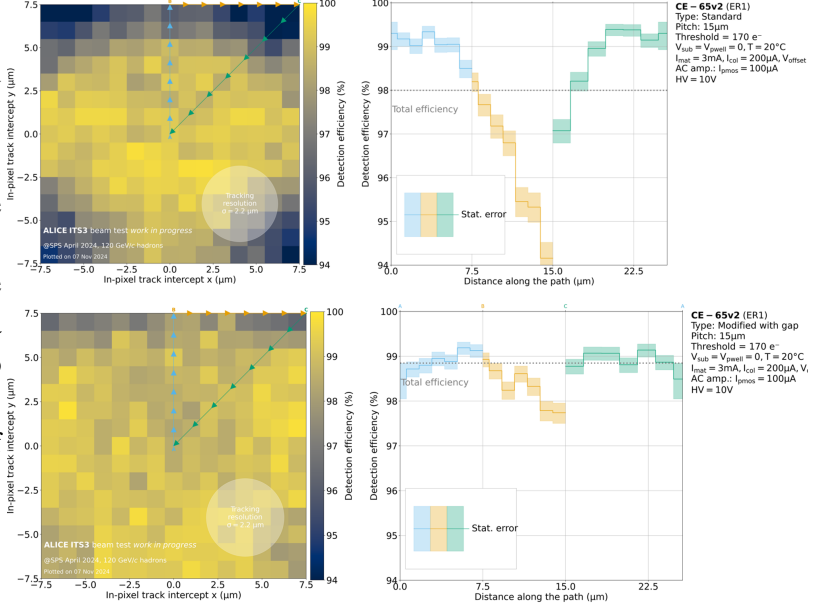 CE – 65v2 (ER1)
Type: Standard
Pitch: 15μm
Threshold = 170 e⁻
V_sub = V_pwell = 0, T = 20°C
I_mat = 3mA, I_col = 200μA, V_offset
AC amp.: I_pmos = 100μA
HV = 10V
B
C
7.5
5.0
2.5
0.0
−2.5
−5.0
−7.5
In-pixel track intercept y (μm)
−7.5 −5.0 −2.5 0.0 2.5 5.0 7.5
In-pixel track intercept x (μm)
Tracking
resolution
σ = 2.2 μm
ALICE ITS3 beam test work in progress
@SPS April 2024, 120 GeV/c hadrons
Plotted on 07 Nov 2024
100
99
98
97
96
95
94
Detection efficiency (%)
99
98
97
96
95
94
Detection efficiency (%)
Total efficiency
Stat. error
0.0 7.5 15.0 22.5
Distance along the path (μm)
B
C
7.5
5.0
2.5
0.0
−2.5
−5.0
−7.5
In-pixel track intercept y (μm)
−7.5 −5.0 −2.5 0.0 2.5 5.0 7.5
In-pixel track intercept x (μm)
Tracking
resolution
σ = 2.2 μm
ALICE ITS3 beam test work in progress
@SPS April 2024, 120 GeV/c hadrons
Plotted on 07 Nov 2024
100
99
98
97
96
95
94
Detection efficiency (%)
A B C A
100
99
98
97
96
95
94
Detection efficiency (%)
Total efficiency
Stat. error
0.0 7.5 15.0 22.5
Distance along the path (μm)
CE – 65v2 (ER1)
Type: Modified with gap
Pitch: 15μm
Threshold = 170 e⁻
V_sub = V_pwell = 0, T = 20°C
I_mat = 3mA, I_col = 200μA, V
AC amp.: I_pmos = 100μA
HV = 10V